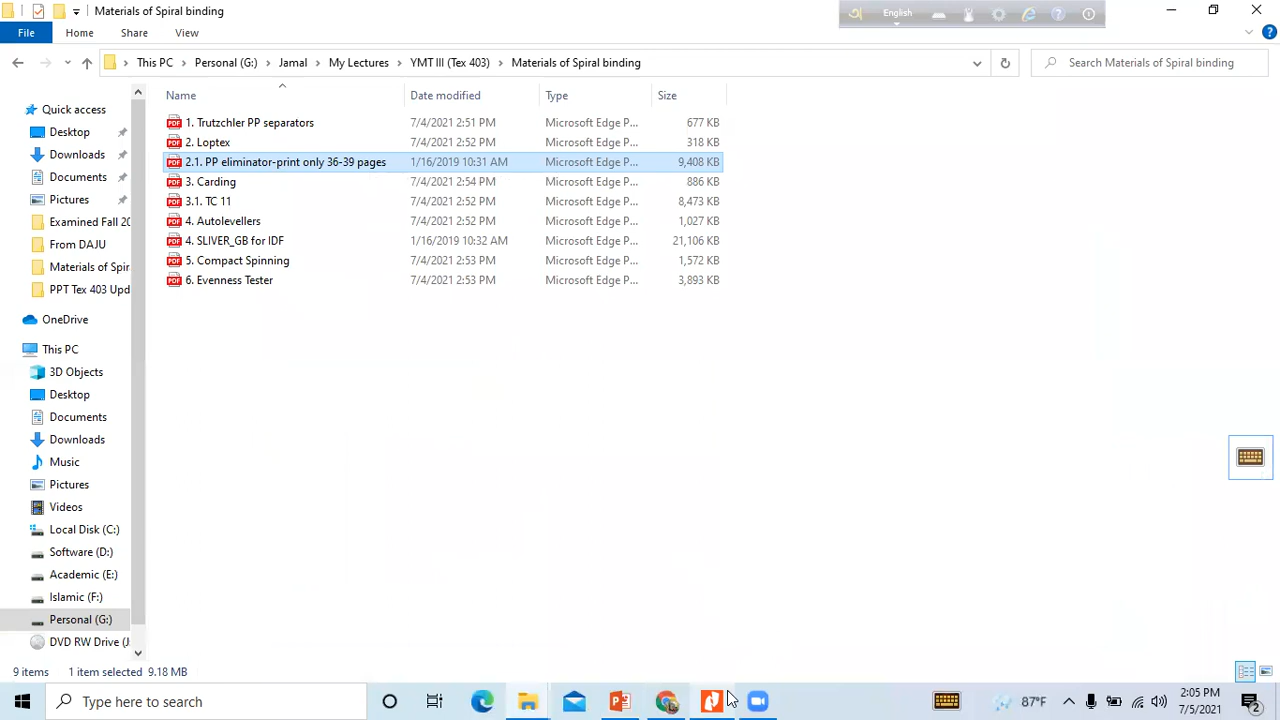 Materials of Spiral binding
English
File Home Share View
This PC > Personal (G:) > Jamal > My Lectures > YMT III (Tex 403) > Materials of Spiral binding
Search Materials of Spiral binding
Name Date modified Type Size
1. Trutzchler PP separators 7/4/2021 2:51 PM Microsoft Edge P... 677 KB
2. Loptex 7/4/2021 2:52 PM Microsoft Edge P... 318 KB
2.1. PP eliminator-print only 36-39 pages 1/16/2019 10:31 AM Microsoft Edge P... 9,408 KB
3. Carding 7/4/2021 2:54 PM Microsoft Edge P... 886 KB
3.1. TC 11 7/4/2021 2:52 PM Microsoft Edge P... 8,473 KB
4. Autolevellers 7/4/2021 2:52 PM Microsoft Edge P... 1,027 KB
4. SLIVER_GB for IDF 1/16/2019 10:32 AM Microsoft Edge P... 21,106 KB
5. Compact Spinning 7/4/2021 2:53 PM Microsoft Edge P... 1,572 KB
6. Evenness Tester 7/4/2021 2:53 PM Microsoft Edge P... 3,893 KB
Quick access
Desktop
Downloads
Documents
Pictures
Examined Fall 20
From DAJU
Materials of Spir
PPT Tex 403 Upd
OneDrive
This PC
3D Objects
Desktop
Documents
Downloads
Music
Pictures
Videos
Local Disk (C:)
Software (D:)
Academic (E:)
Islamic (F:)
Personal (G:)
DVD RW Drive (J
9 items 1 item selected 9.18 MB
Type here to search
87°F
2:05 PM
7/5/2021
2